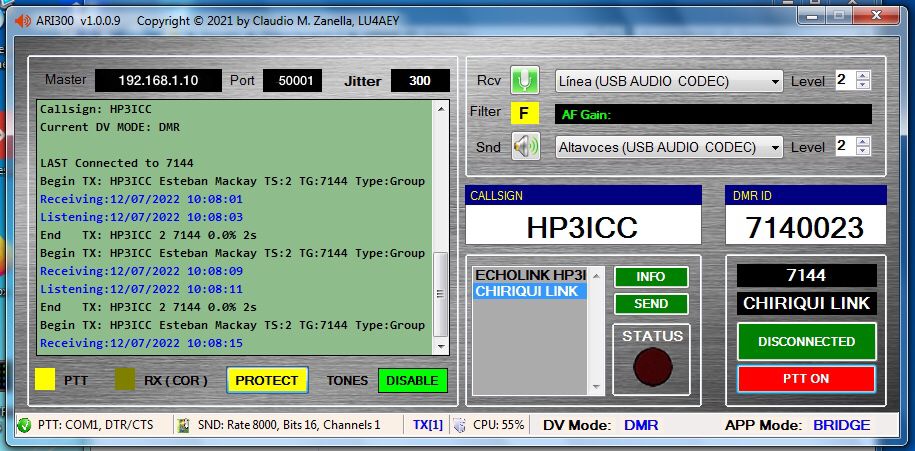 ARI300 v1.0.0.9 Copyright © 2021 by Claudio M. Zanella, LU4AEY
Master 192.168.1.10 Port 50001 Jitter 300
Callsign: HP3ICC
Current DV MODE: DMR
LAST Connected to 7144
Begin TX: HP3ICC Esteban Mackay TS:2 TG:7144 Type:Group
Receiving:12/07/2022 10:08:01
Listening:12/07/2022 10:08:03
End TX: HP3ICC 2 7144 0.0% 2s
Begin TX: HP3ICC Esteban Mackay TS:2 TG:7144 Type:Group
Receiving:12/07/2022 10:08:09
Listening:12/07/2022 10:08:11
End TX: HP3ICC 2 7144 0.0% 2s
Begin TX: HP3ICC Esteban Mackay TS:2 TG:7144 Type:Group
Receiving:12/07/2022 10:08:15
PTT RX ( COR ) PROTECT TONES DISABLE
Rcv Línea (USB AUDIO CODEC) Level 2
Filter F AF Gain:
Snd Altavoces (USB AUDIO CODEC) Level 2
CALLSIGN
HP3ICC
DMR ID
7140023
ECHOLINK HP3I
CHIRIQUI LINK
INFO
SEND
STATUS
7144
CHIRIQUI LINK
DISCONNECTED
PTT ON
PTT: COM1, DTR/CTS SND: Rate 8000, Bits 16, Channels 1 TX[1] CPU: 55% DV Mode: DMR APP Mode: BRIDGE